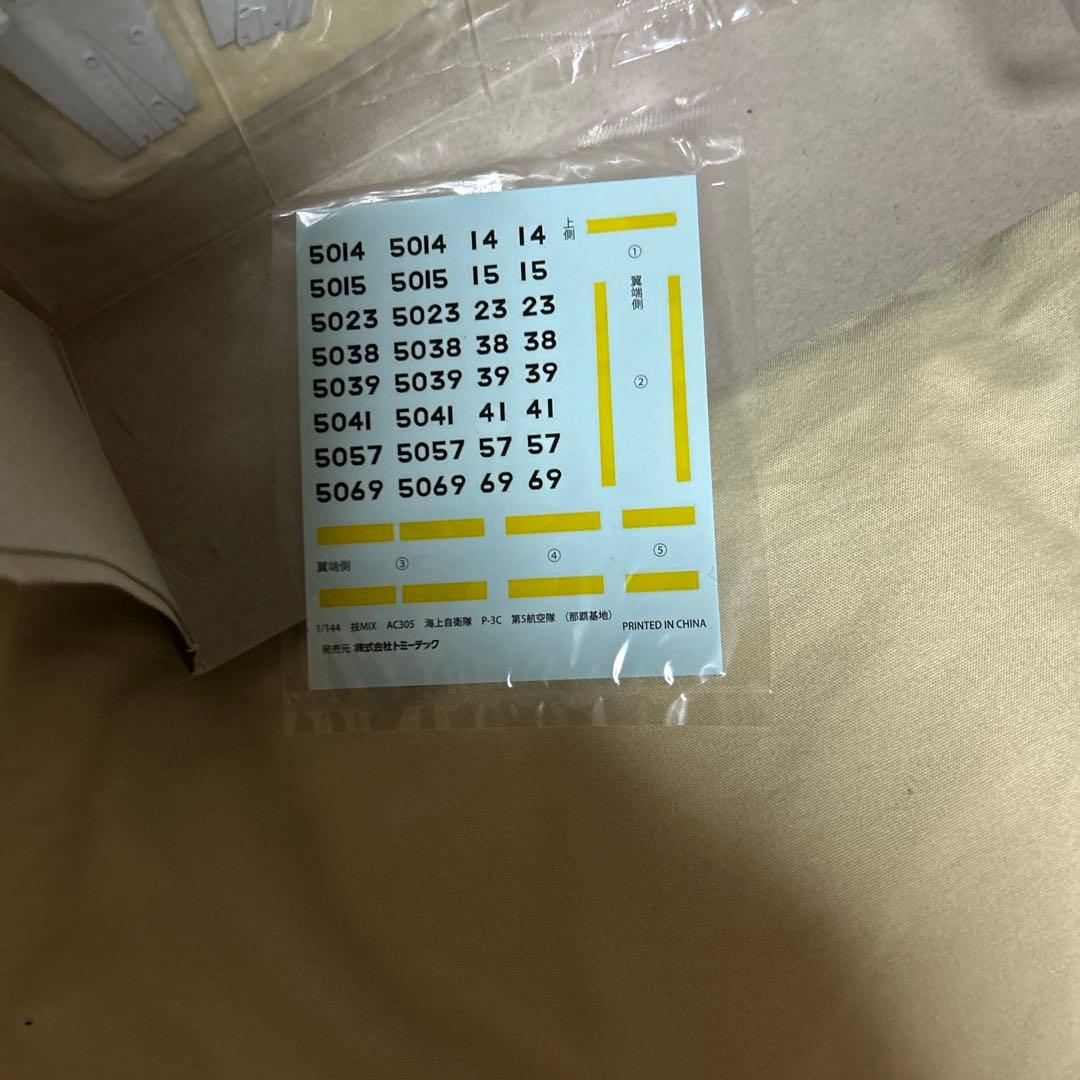 5014 5014 14 14
5015 5015 15 15
5023 5023 23 23
5038 5038 38 38
5039 5039 39 39
5041 5041 41 41
5057 5057 57 57
5069 5069 69 69
上側
①
翼端側
②
翼端側 ③ ④ ⑤
1/144 技MIX AC305 海上自衛隊 P-3C 第5航空隊 (那覇基地) PRINTED IN CHINA
発売元 株式会社トミーテック